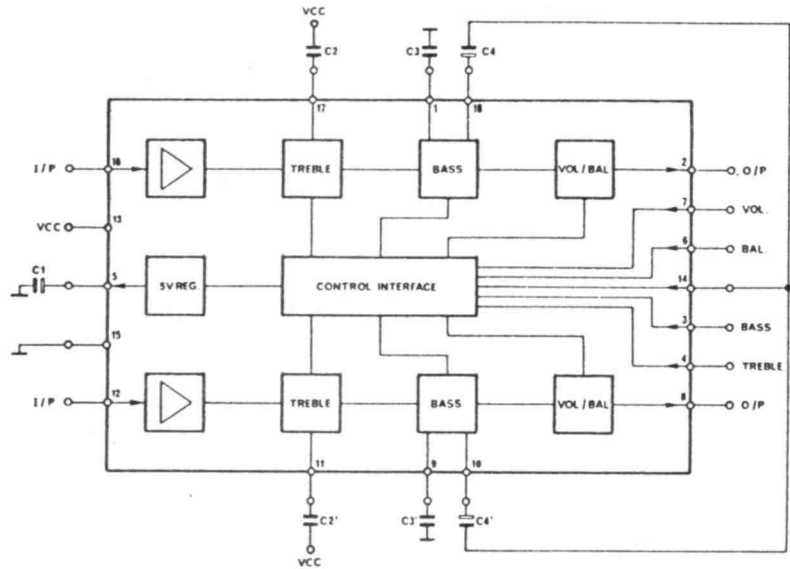 VCC
C2 C3 C4
17 1 18
I/P 16 TREBLE BASS VOL/BAL 2 O/P
7 VOL.
VCC 13
6 BAL.
C1 5 5V REG. CONTROL INTERFACE 14
15 3 BASS
4 TREBLE
I/P 12 TREBLE BASS VOL/BAL 8 O/P
11 9 10
C2' C3' C4'
VCC